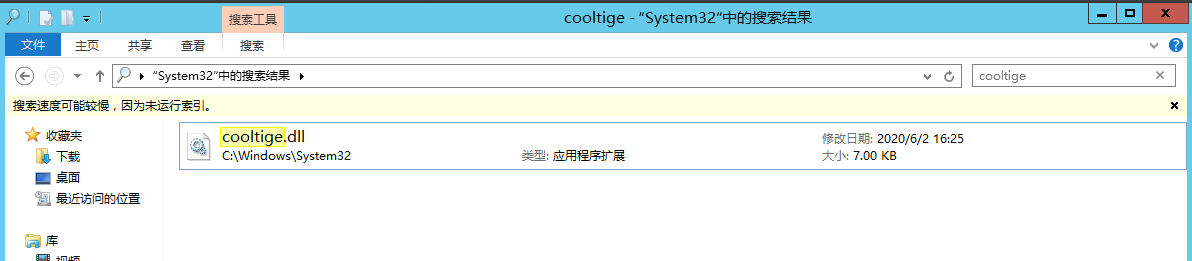 搜索工具
cooltige - “System32”中的搜索结果
文件 主页 共享 查看 搜索
“System32”中的搜索结果
cooltige
搜索速度可能较慢，因为未运行索引。
收藏夹
下载
桌面
最近访问的位置
库
视频
cooltige.dll
C:\Windows\System32
类型: 应用程序扩展
修改日期: 2020/6/2 16:25
大小: 7.00 KB